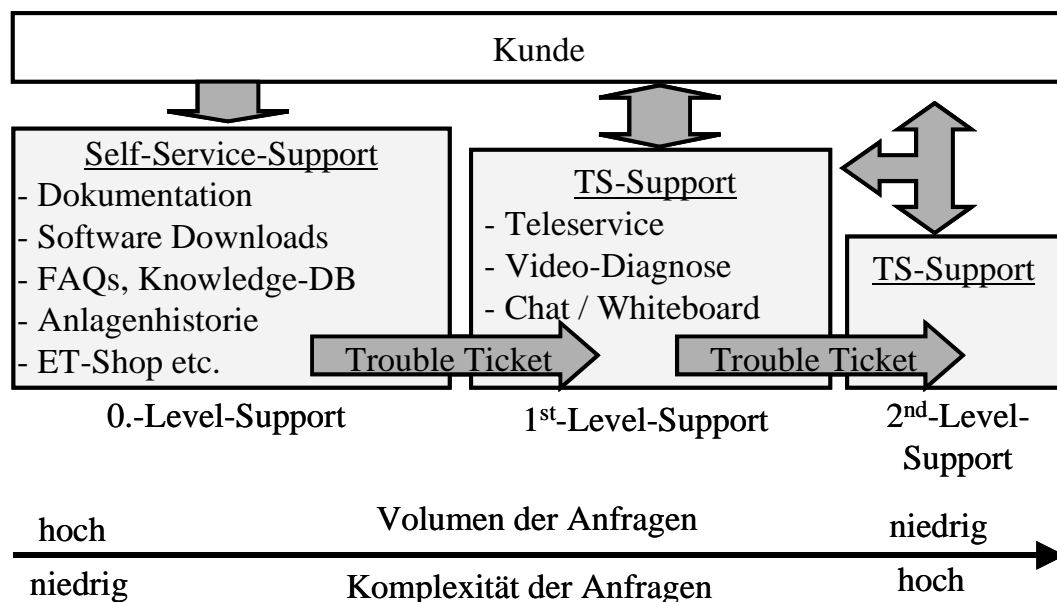 Kunde
Self-Service-Support
- Dokumentation
- Software Downloads
- FAQs, Knowledge-DB
- Anlagenhistorie
- ET-Shop etc.
Trouble Ticket
0.-Level-Support
TS-Support
- Teleservice
- Video-Diagnose
- Chat / Whiteboard
Trouble Ticket
1st-Level-Support
TS-Support
2nd-Level-
Support
hoch
Volumen der Anfragen
niedrig
niedrig
Komplexität der Anfragen
hoch